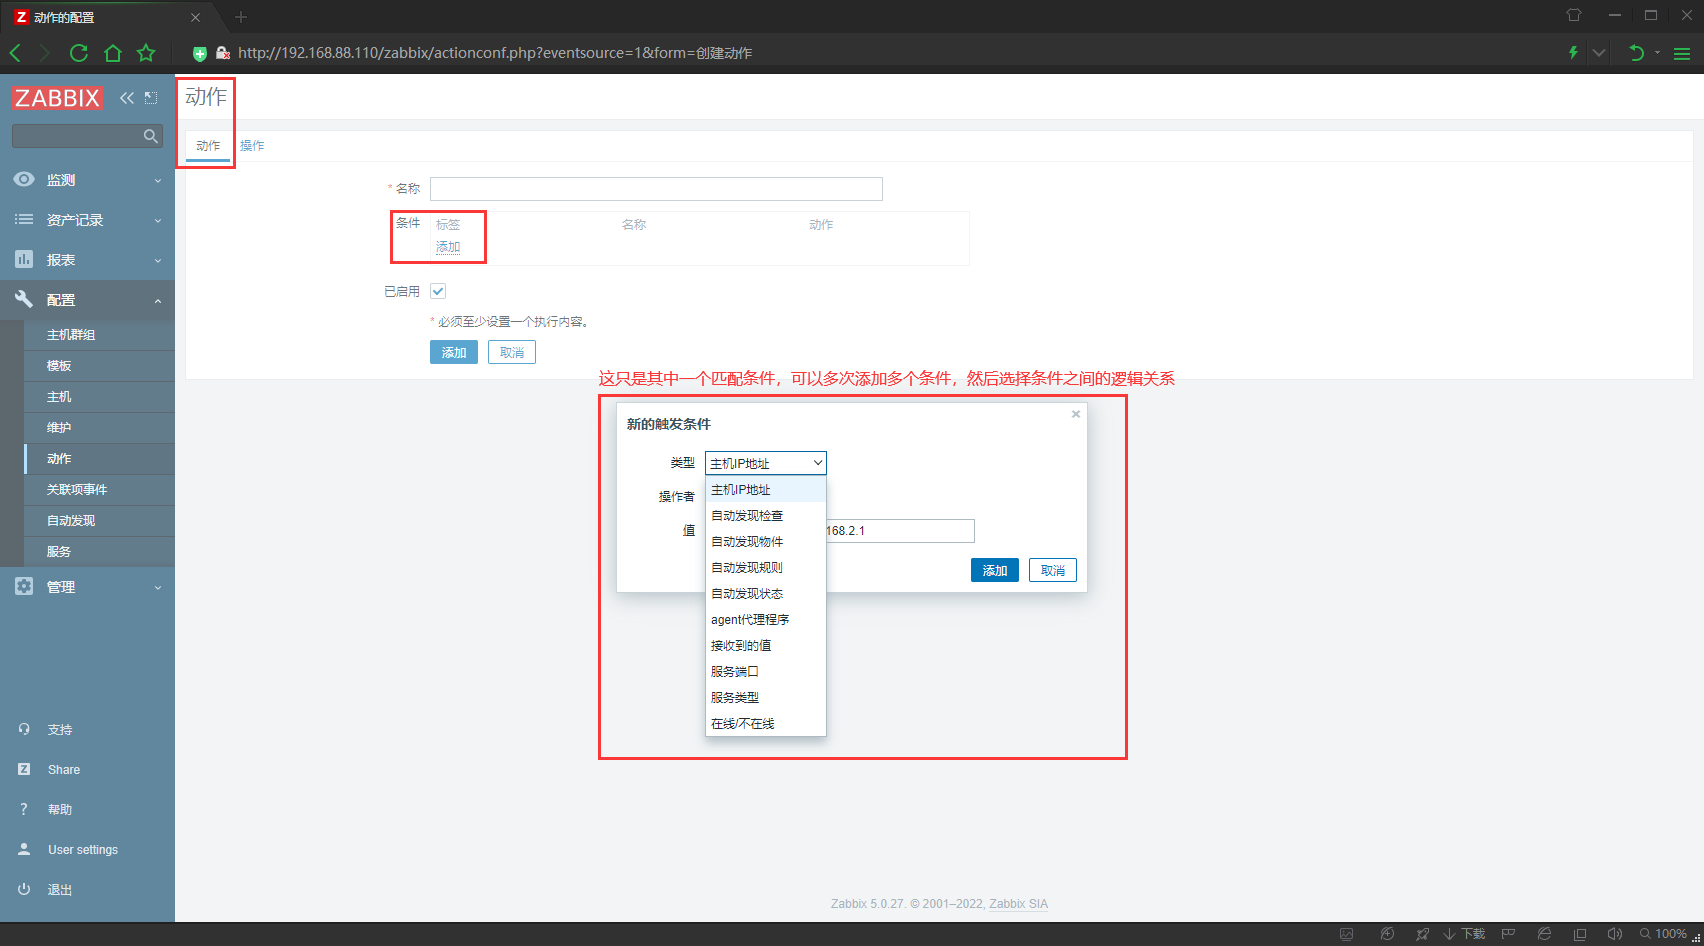 Z 动作的配置
http://192.168.88.110/zabbix/actionconf.php?eventsource=1&form=创建动作
ZABBIX
动作
动作 操作
监测
资产记录
报表
配置
主机群组
模板
主机
维护
动作
关联项事件
自动发现
服务
管理
支持
Z Share
? 帮助
User settings
退出
* 名称
条件 标签 名称 动作
添加
已启用
* 必须至少设置一个执行内容。
添加 取消
这只是其中一个匹配条件，可以多次添加多个条件，然后选择条件之间的逻辑关系
新的触发条件
类型 主机IP地址
操作者
值 168.2.1
主机IP地址
自动发现检查
自动发现物件
自动发现规则
自动发现状态
agent代理程序
接收到的值
服务端口
服务类型
在线/不在线
添加 取消
Zabbix 5.0.27. © 2001–2022, Zabbix SIA
下载 100%